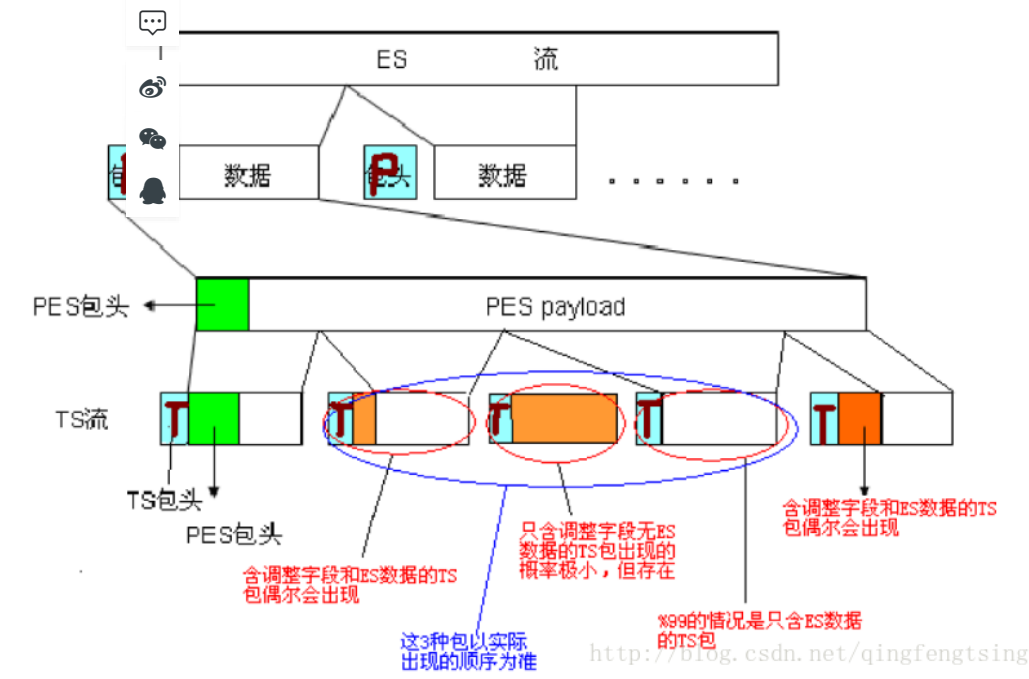 ES 流
数据
P
包头
数据
......
PES包头
PES payload
TS流
T
T
T
T
T
TS包头
PES包头
含调整字段和ES数据的TS
包偶尔会出现
只含调整字段无ES
数据的TS包出现的
概率极小，但存在
%99的情况是只含ES数据
的TS包
含调整字段和ES数据的TS
包偶尔会出现
这3种包以实际
出现的顺序为准
http://blog.csdn.net/qingfengtsing